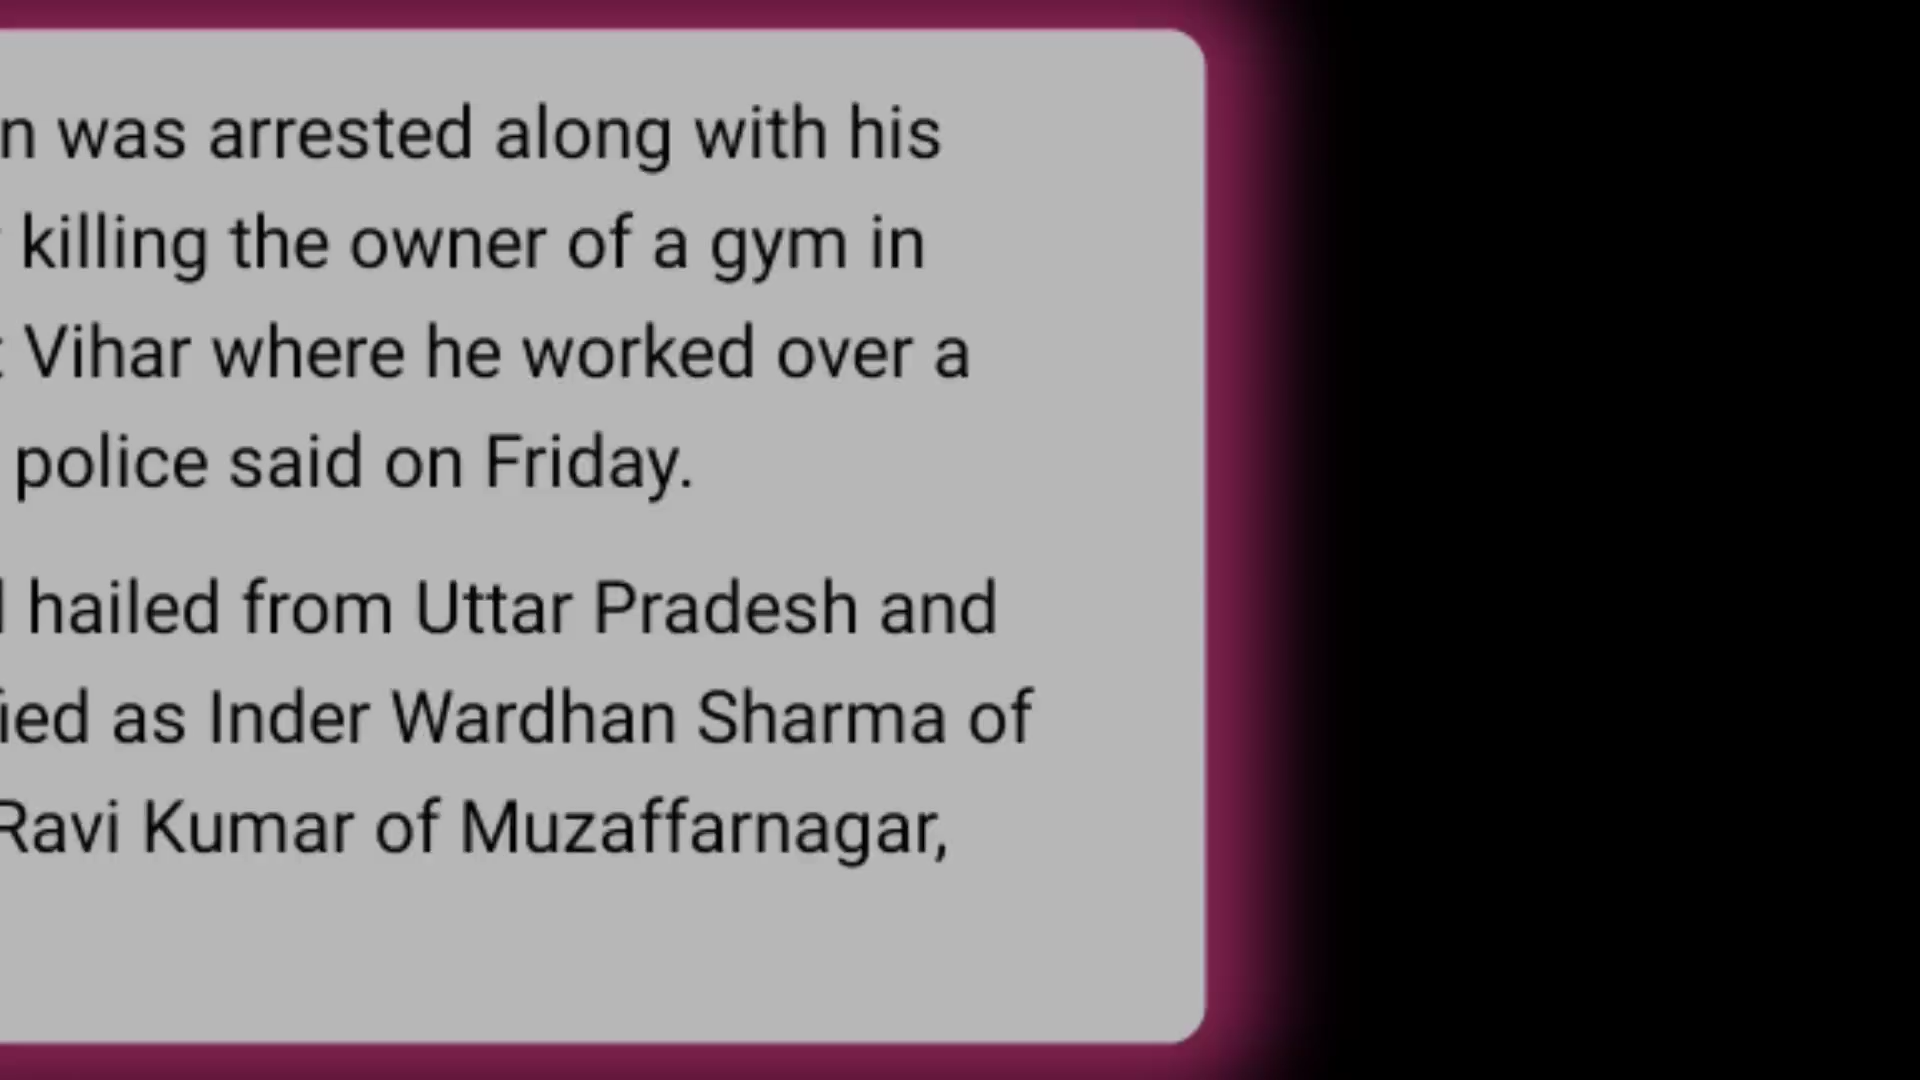 was arrested along with his
killing the owner of a gym in
Vihar where he worked over a
police said on Friday.
hailed from Uttar Pradesh and
as Inder Wardhan Sharma of
Ravi Kumar of Muzaffarnagar,